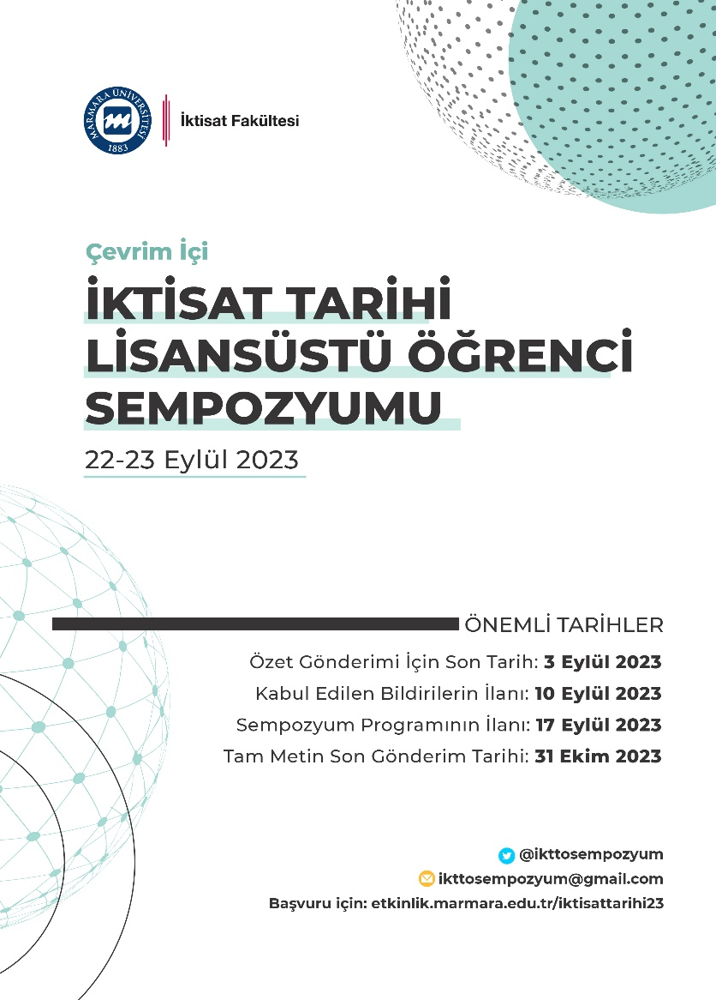 MARMARA ÜNİVERSİTESİ
m
1883
İktisat Fakültesi
Çevrim İçi
İKTİSAT TARİHİ
LİSANSÜSTÜ ÖĞRENCİ
SEMPOZYUMU
22-23 Eylül 2023
ÖNEMLİ TARİHLER
Özet Gönderimi İçin Son Tarih: 3 Eylül 2023
Kabul Edilen Bildirilerin İlanı: 10 Eylül 2023
Sempozyum Programının İlanı: 17 Eylül 2023
Tam Metin Son Gönderim Tarihi: 31 Ekim 2023
@ikttosempozyum
ikttosempozyum@gmail.com
Başvuru için: etkinlik.marmara.edu.tr/iktisattarihi23